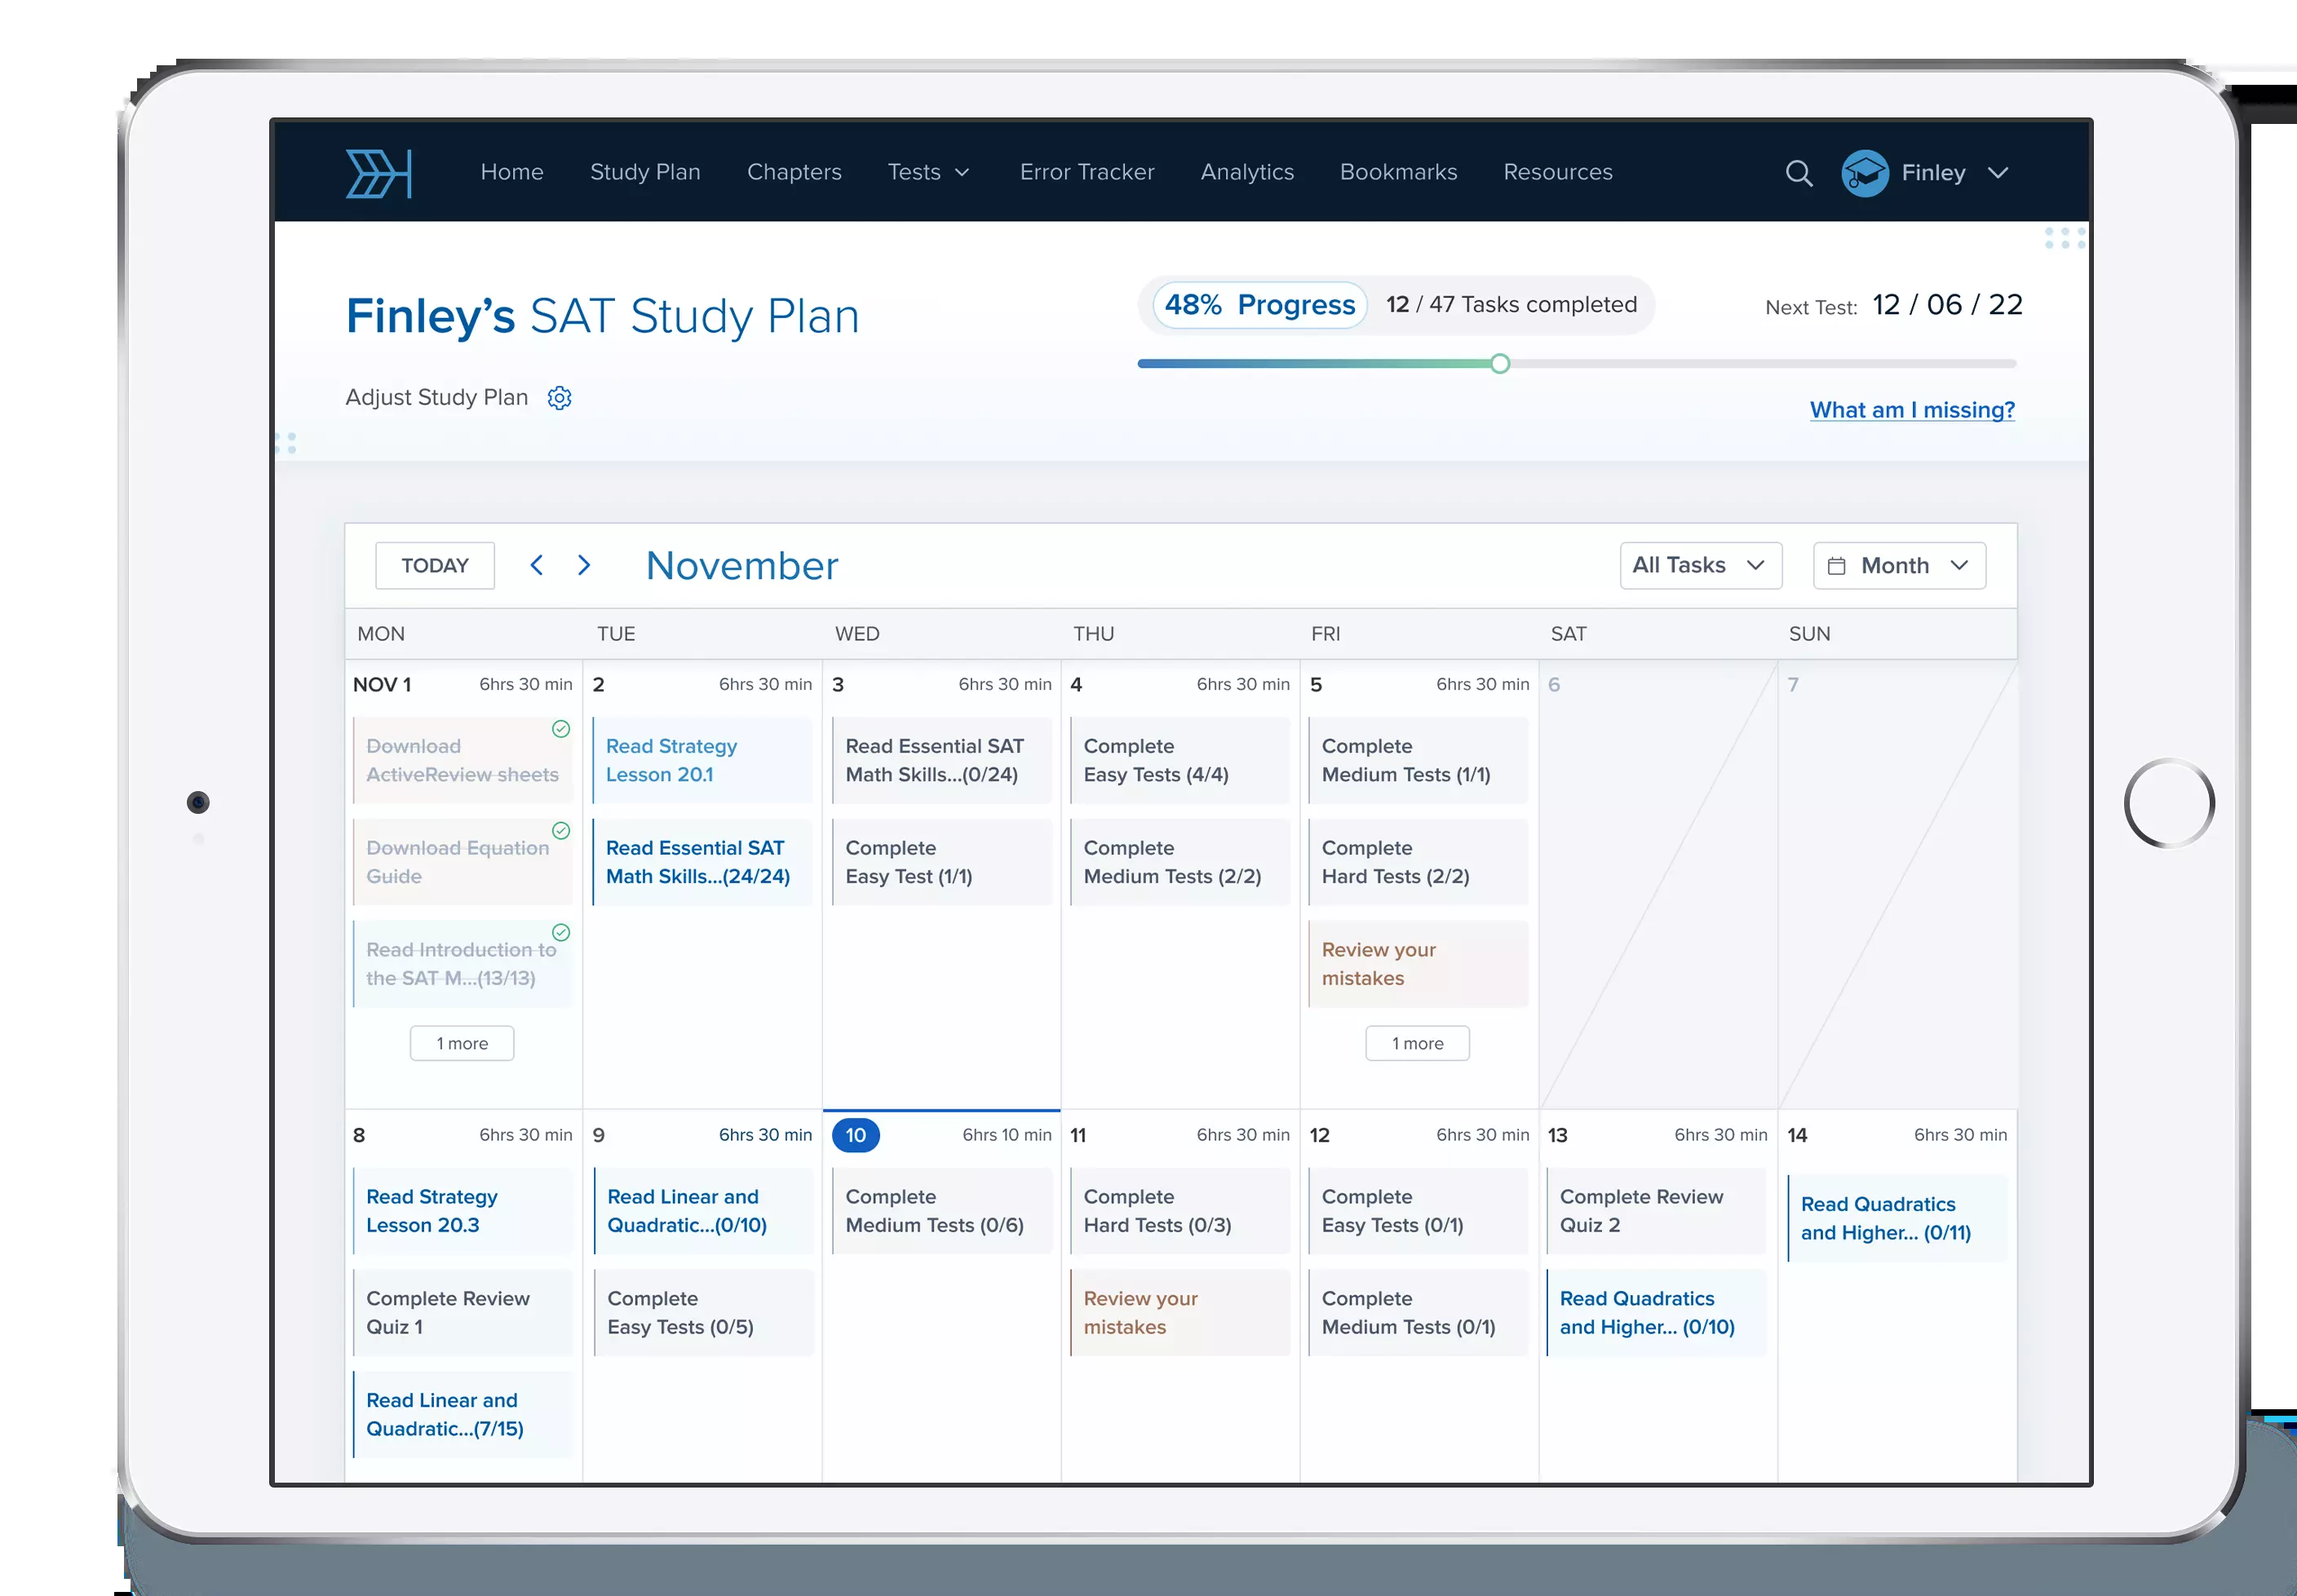 Home Study Plan Chapters Tests Error Tracker Analytics Bookmarks Resources Finley
Finley’s SAT Study Plan
48% Progress 12 / 47 Tasks completed
Next Test: 12 / 06 / 22
Adjust Study Plan
What am I missing?
TODAY November All Tasks Month
MON TUE WED THU FRI SAT SUN
NOV 1 6hrs 30 min
Download
ActiveReview sheets
Download Equation
Guide
Read Introduction to
the SAT M...(13/13)
1 more
2 6hrs 30 min
Read Strategy
Lesson 20.1
Read Essential SAT
Math Skills...(24/24)
3 6hrs 30 min
Read Essential SAT
Math Skills...(0/24)
Complete
Easy Test (1/1)
4 6hrs 30 min
Complete
Easy Tests (4/4)
Complete
Medium Tests (2/2)
5 6hrs 30 min
Complete
Medium Tests (1/1)
Complete
Hard Tests (2/2)
Review your
mistakes
1 more
6
7
8 6hrs 30 min
Read Strategy
Lesson 20.3
Complete Review
Quiz 1
Read Linear and
Quadratic...(7/15)
9 6hrs 30 min
Read Linear and
Quadratic...(0/10)
Complete
Easy Tests (0/5)
10 6hrs 10 min
Complete
Medium Tests (0/6)
11 6hrs 30 min
Complete
Hard Tests (0/3)
Review your
mistakes
12 6hrs 30 min
Complete
Easy Tests (0/1)
Complete
Medium Tests (0/1)
13 6hrs 30 min
Complete Review
Quiz 2
Read Quadratics
and Higher... (0/10)
14 6hrs 30 min
Read Quadratics
and Higher... (0/11)